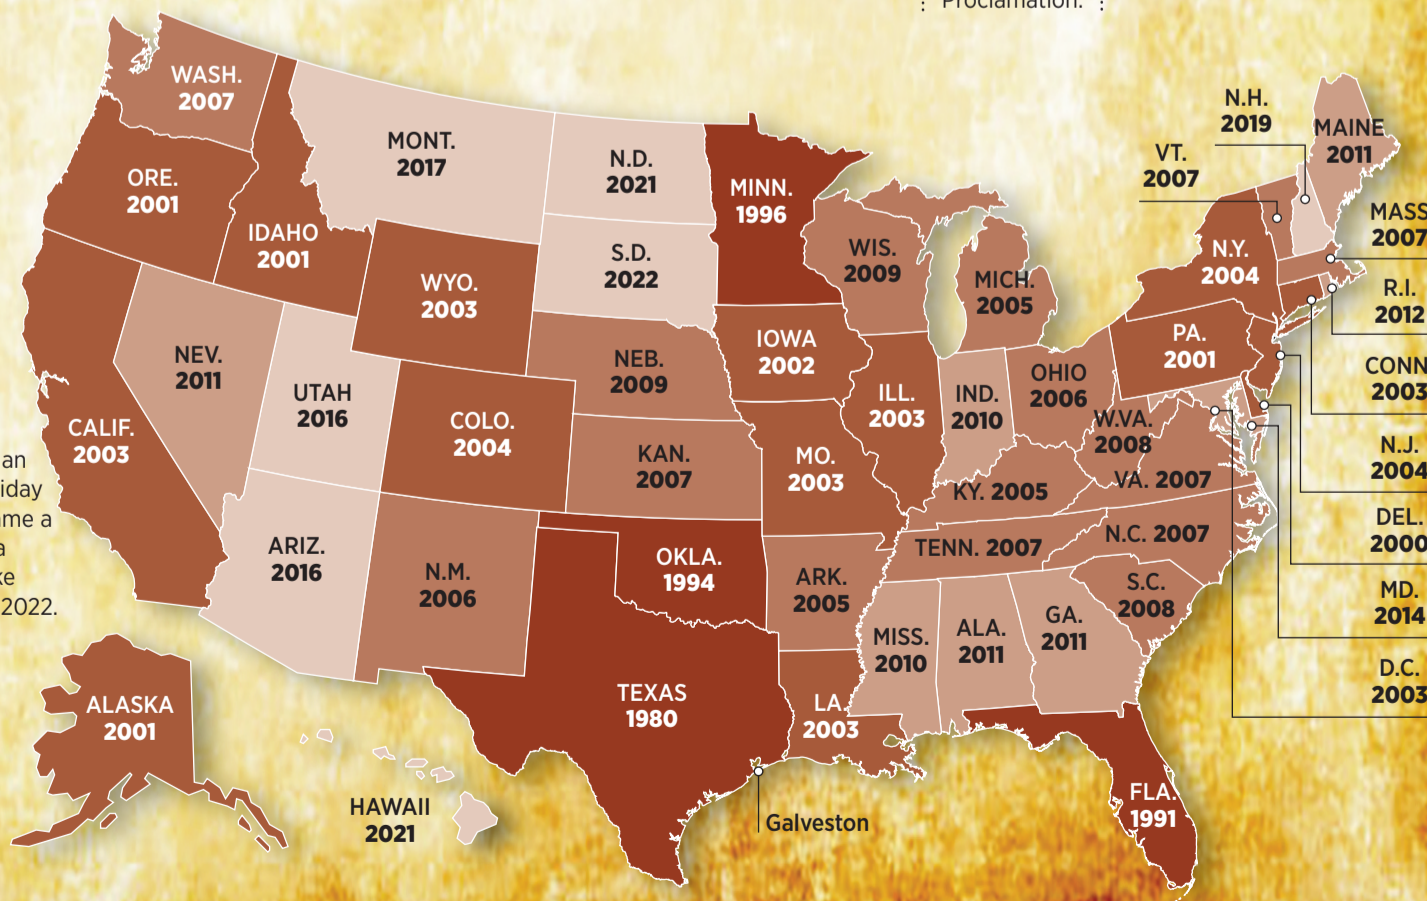 Proclamation.
WASH.
2007
ORE.
2001
IDAHO
2001
MONT.
2017
N.D.
2021
MINN.
1996
S.D.
2022
WYO.
2003
WIS.
2009
MICH.
2005
N.H.
2019
VT.
2007
MAINE
2011
MASS
2007
N.Y.
2004
R.I.
2012
NEV.
2011
UTAH
2016
NEB.
2009
IOWA
2002
ILL.
2003
IND.
2010
OHIO
2006
PA.
2001
CONN
2003
CALIF.
2003
COLO.
2004
KAN.
2007
MO.
2003
W.VA.
2008
VA. 2007
KY. 2005
N.J.
2004
DEL.
2000
MD.
2014
D.C.
2003
an
iday
me a
a
ke
2022.
ARIZ.
2016
N.M.
2006
OKLA.
1994
ARK.
2005
TENN. 2007
N.C. 2007
S.C.
2008
MISS.
2010
ALA.
2011
GA.
2011
ALASKA
2001
TEXAS
1980
LA.
2003
HAWAII
2021
Galveston
FLA.
1991